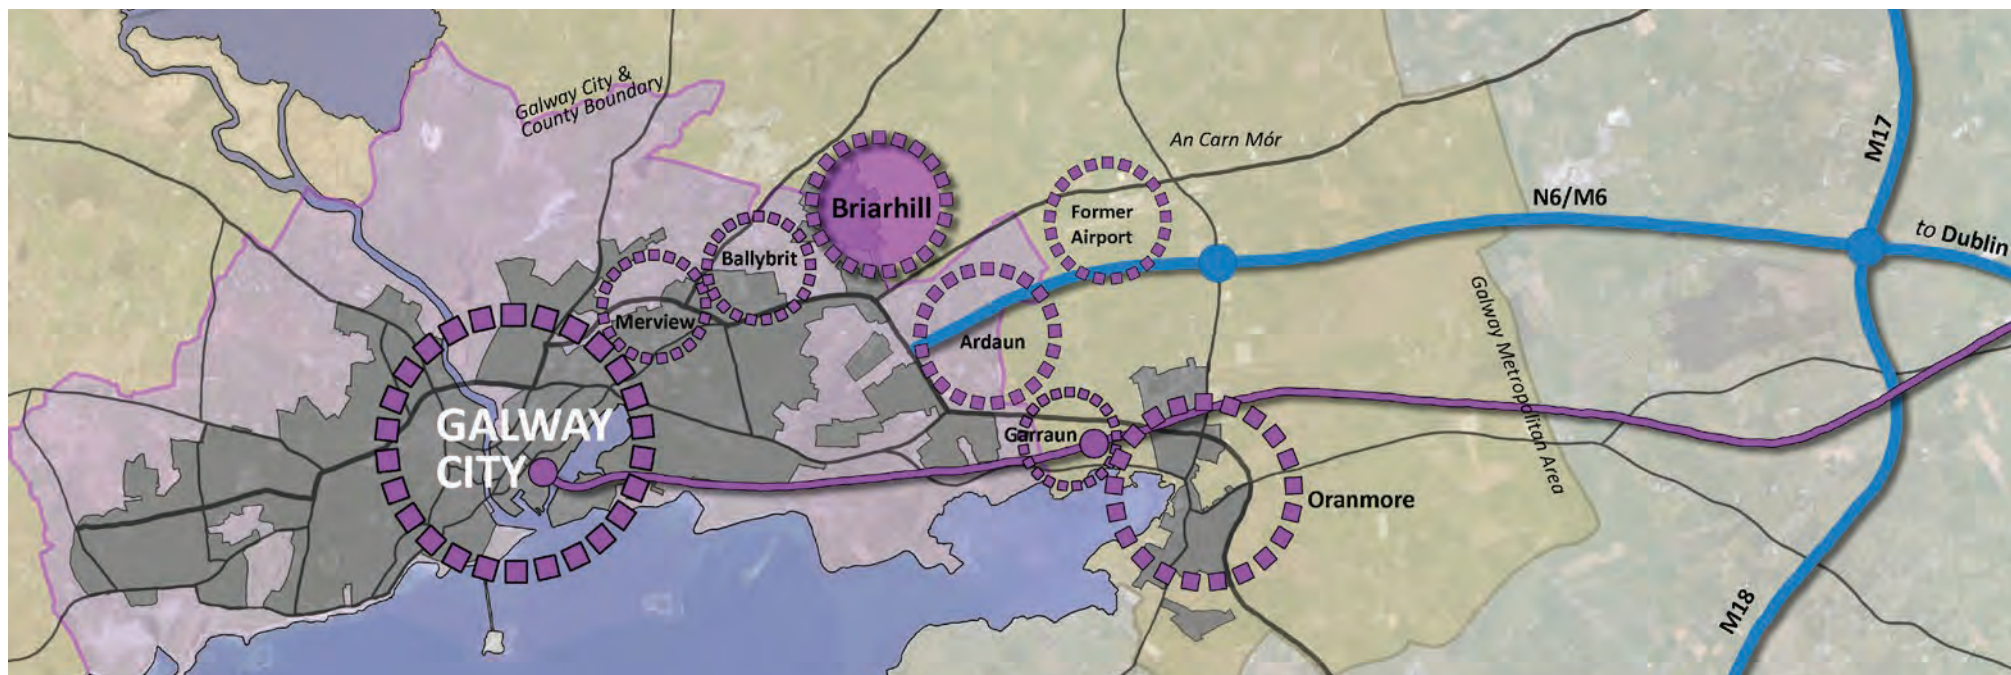 Galway City &
County Boundary
An Carn Mór
M17
Briarhill
Former
Airport
N6/M6
to Dublin
Ballybrit
Merview
Ardaun
Galway Metropolitan Area
GALWAY
CITY
Garraun
Oranmore
M18